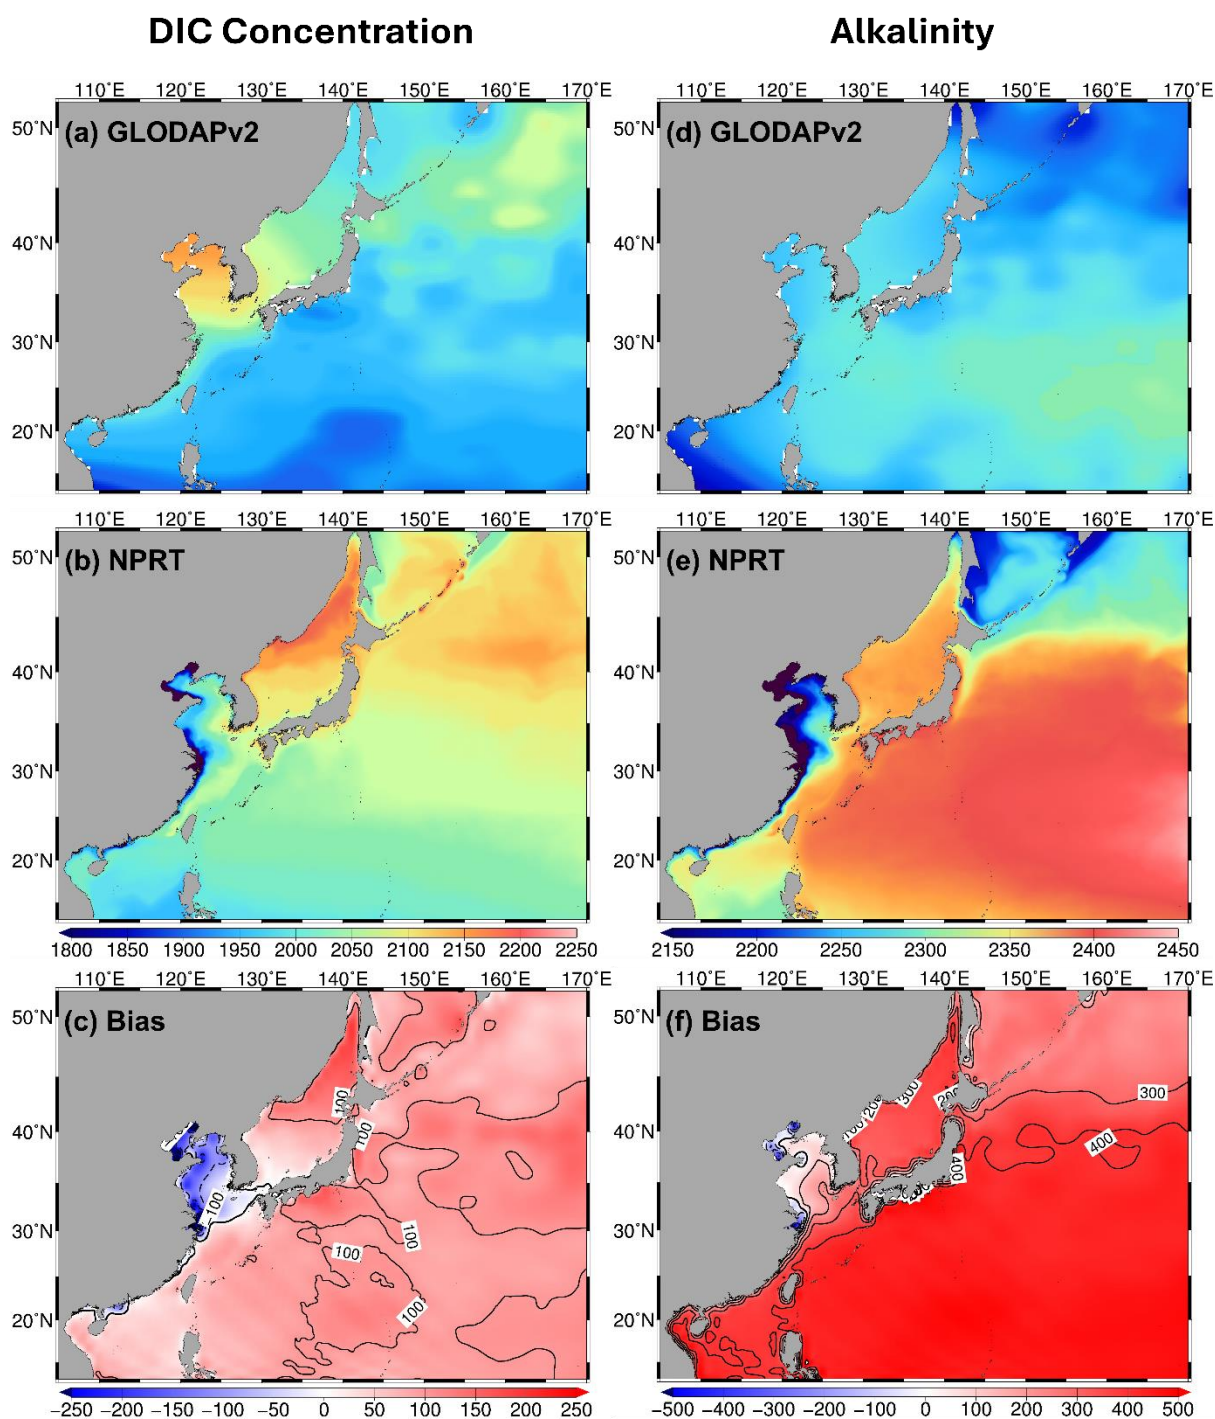 DIC Concentration
Alkalinity
110˚E 120˚E 130˚E 140˚E 150˚E 160˚E 170˚E
110˚E 120˚E 130˚E 140˚E 150˚E 160˚E 170˚E
(a) GLODAPv2
50˚N
40˚N
30˚N
20˚N
(d) GLODAPv2
50˚N
40˚N
30˚N
20˚N
110˚E 120˚E 130˚E 140˚E 150˚E 160˚E 170˚E
110˚E 120˚E 130˚E 140˚E 150˚E 160˚E 170˚E
(b) NPRT
50˚N
40˚N
30˚N
20˚N
1800 1850 1900 1950 2000 2050 2100 2150 2200 2250
(e) NPRT
50˚N
40˚N
30˚N
20˚N
2150 2200 2250 2300 2350 2400 2450
110˚E 120˚E 130˚E 140˚E 150˚E 160˚E 170˚E
110˚E 120˚E 130˚E 140˚E 150˚E 160˚E 170˚E
(c) Bias
50˚N
40˚N
30˚N
20˚N
100
100
-100
100
100
100
−250 −200 −150 −100 −50 0 50 100 150 200 250
(f) Bias
50˚N
40˚N
30˚N
20˚N
100
200
300
200
300
400
400
−500 −400 −300 −200 −100 0 100 200 300 400 500